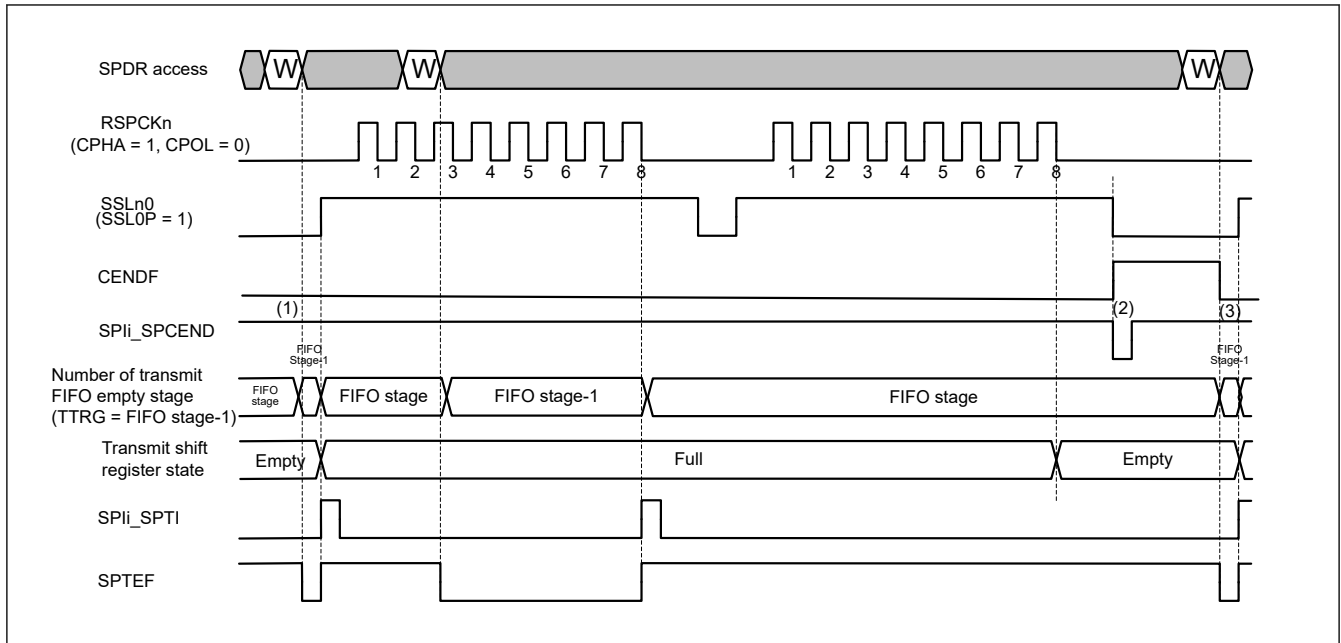 SPDR access
W
W
W
RSPCKn
(CPHA = 1, CPOL = 0)
1 2 3 4 5 6 7 8
1 2 3 4 5 6 7 8
SSLn0
(SSL0P = 1)
CENDF
(1)
(2)
(3)
SPIi_SPCEND
FIFO
Stage-1
FIFO
Stage-1
Number of transmit
FIFO empty stage
(TTRG = FIFO stage-1)
FIFO
stage
FIFO stage
FIFO stage-1
FIFO stage
Transmit shift
register state
Empty
Full
Empty
SPIi_SPTI
SPTEF